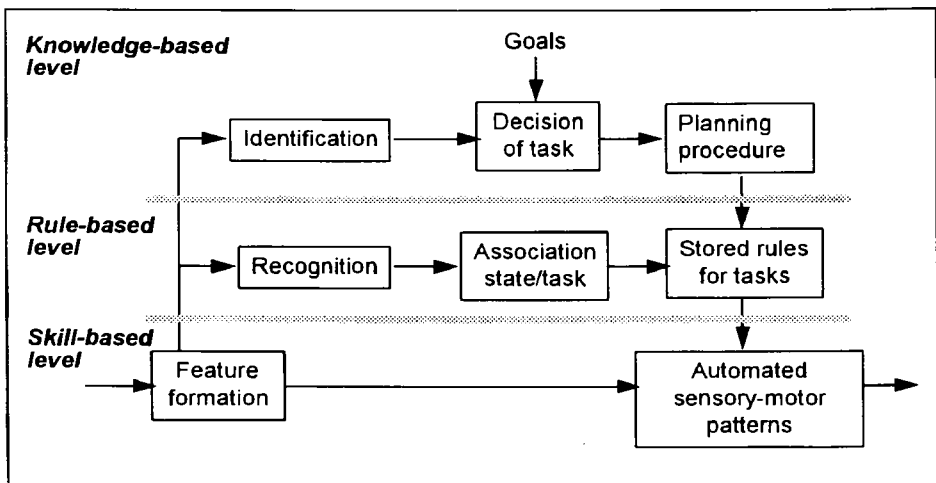 Knowledge-based
level
Goals
Identification
Decision
of task
Planning
procedure
Rule-based
level
Recognition
Association
state/task
Stored rules
for tasks
Skill-based
level
Feature
formation
Automated
sensory-motor
patterns